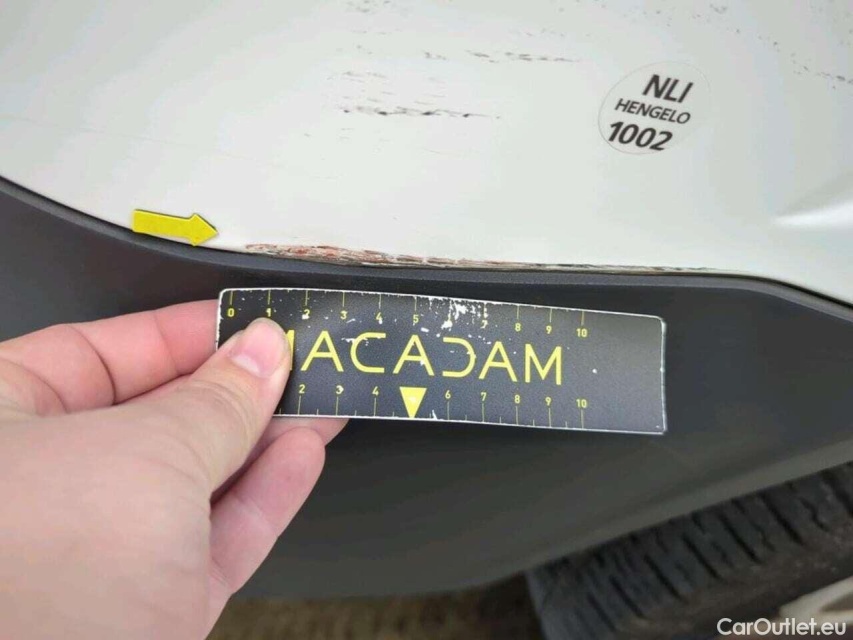 NLI
HENGELO
1002
0 1 2 3 4 5 6 7 8 9 10
MACADAM
2 3 4 6 7 8 9 10
CarOutlet.eu